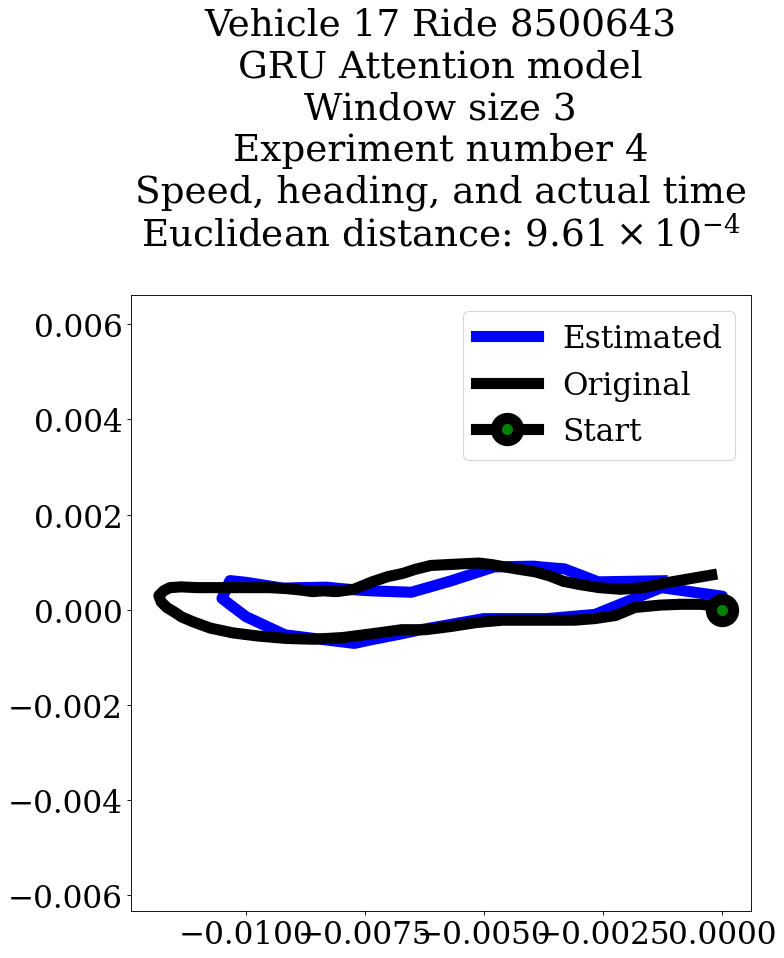 Vehicle 17 Ride 8500643
GRU Attention model
Window size 3
Experiment number 4
Speed, heading, and actual time
Euclidean distance: 9.61 × 10⁻⁴
Estimated
Original
Start
0.006
0.004
0.002
0.000
−0.002
−0.004
−0.006
−0.0100 −0.0075 −0.0050 −0.0025 0.0000